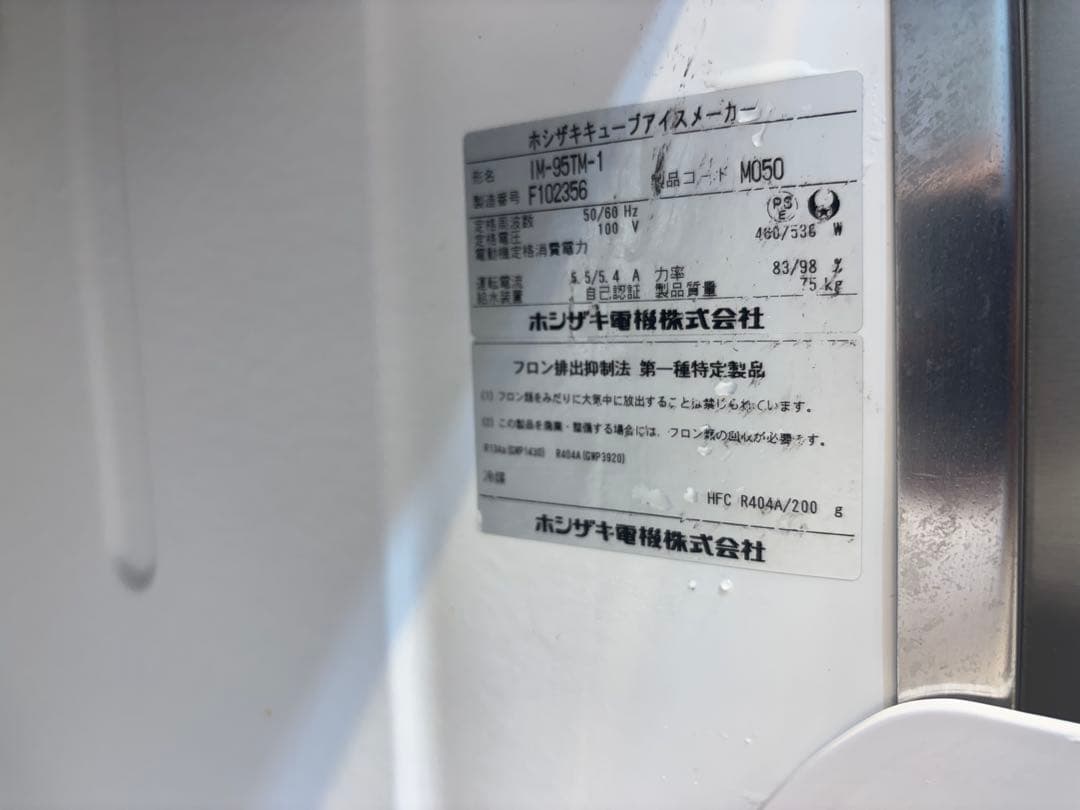 ホシザキキューブアイスメーカー
形名 IM-95TM-1
製造番号 F102356 製品コード M050
定格周波数 50/60 Hz
定格電圧 100 V
PS E
電動機定格消費電力 460/536 W
運転電流 5.5/5.4 A 力率 83/98 %
給水装置 自己認証 製品質量 75 kg
ホシザキ電機株式会社
フロン排出抑制法 第一種特定製品
(1) フロン類をみだりに大気中に放出することは禁じられています。
(2) この製品を廃棄・整備する場合には、フロン類の回収が必要です。
R134a(GWP1430) R404A(GWP3920)
冷媒
HFC R404A/200 g
ホシザキ電機株式会社